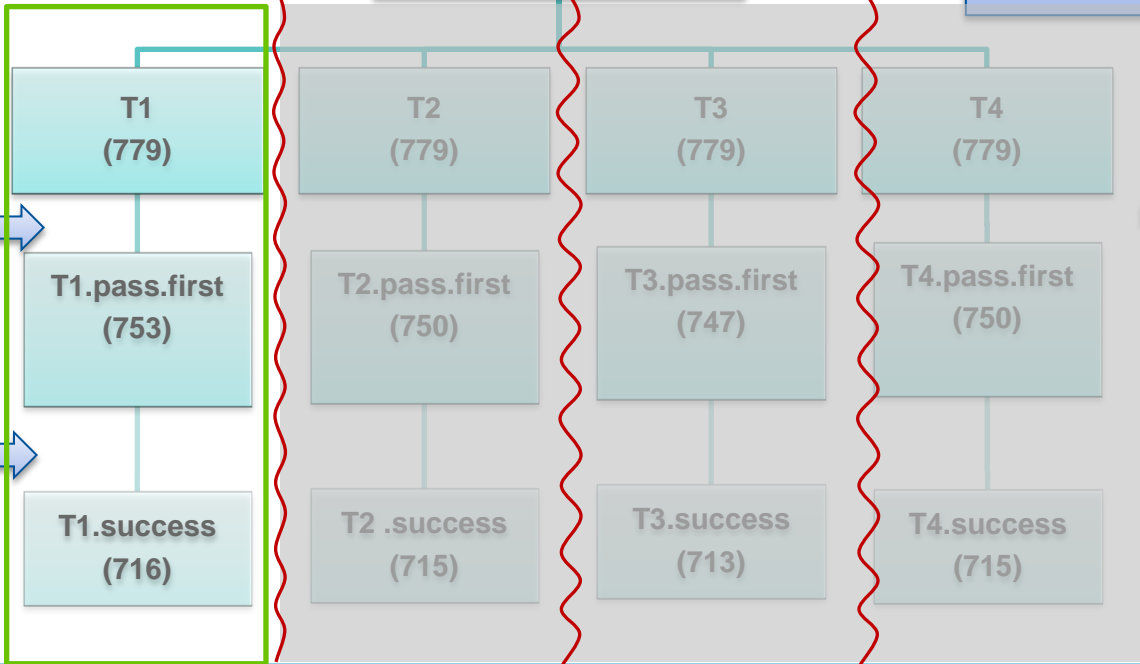 T1
(779)
T2
(779)
T3
(779)
T4
(779)
T1.pass.first
(753)
T2.pass.first
(750)
T3.pass.first
(747)
T4.pass.first
(750)
T1.success
(716)
T2 .success
(715)
T3.success
(713)
T4.success
(715)